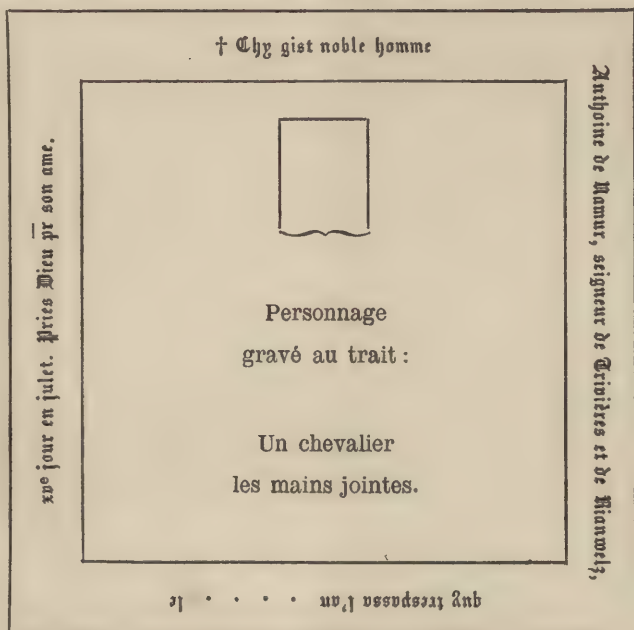 † Chy gist noble homme
Anthoine de Namur, seigneur de Trivières et de Rianwelz,
quy trespassa l'an . . . . . le
xvᵉ jour en julet. Pries Dieu pr̄ son ame.
Personnage
gravé au trait :
Un chevalier
les mains jointes.